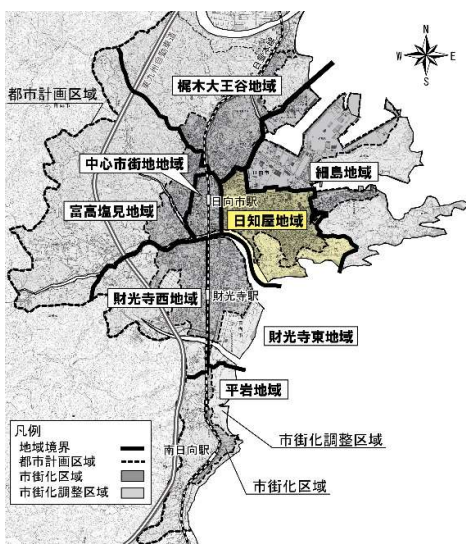 N
W E
S
都市計画区域
梶木大王谷地域
中心市街地地域
細島地域
日向市駅
富高塩見地域
日知屋地域
財光寺西地域
財光寺駅
財光寺東地域
平岩地域
凡例
地域境界
都市計画区域
市街化区域
市街化調整区域
南日向駅
市街化調整区域
市街化区域